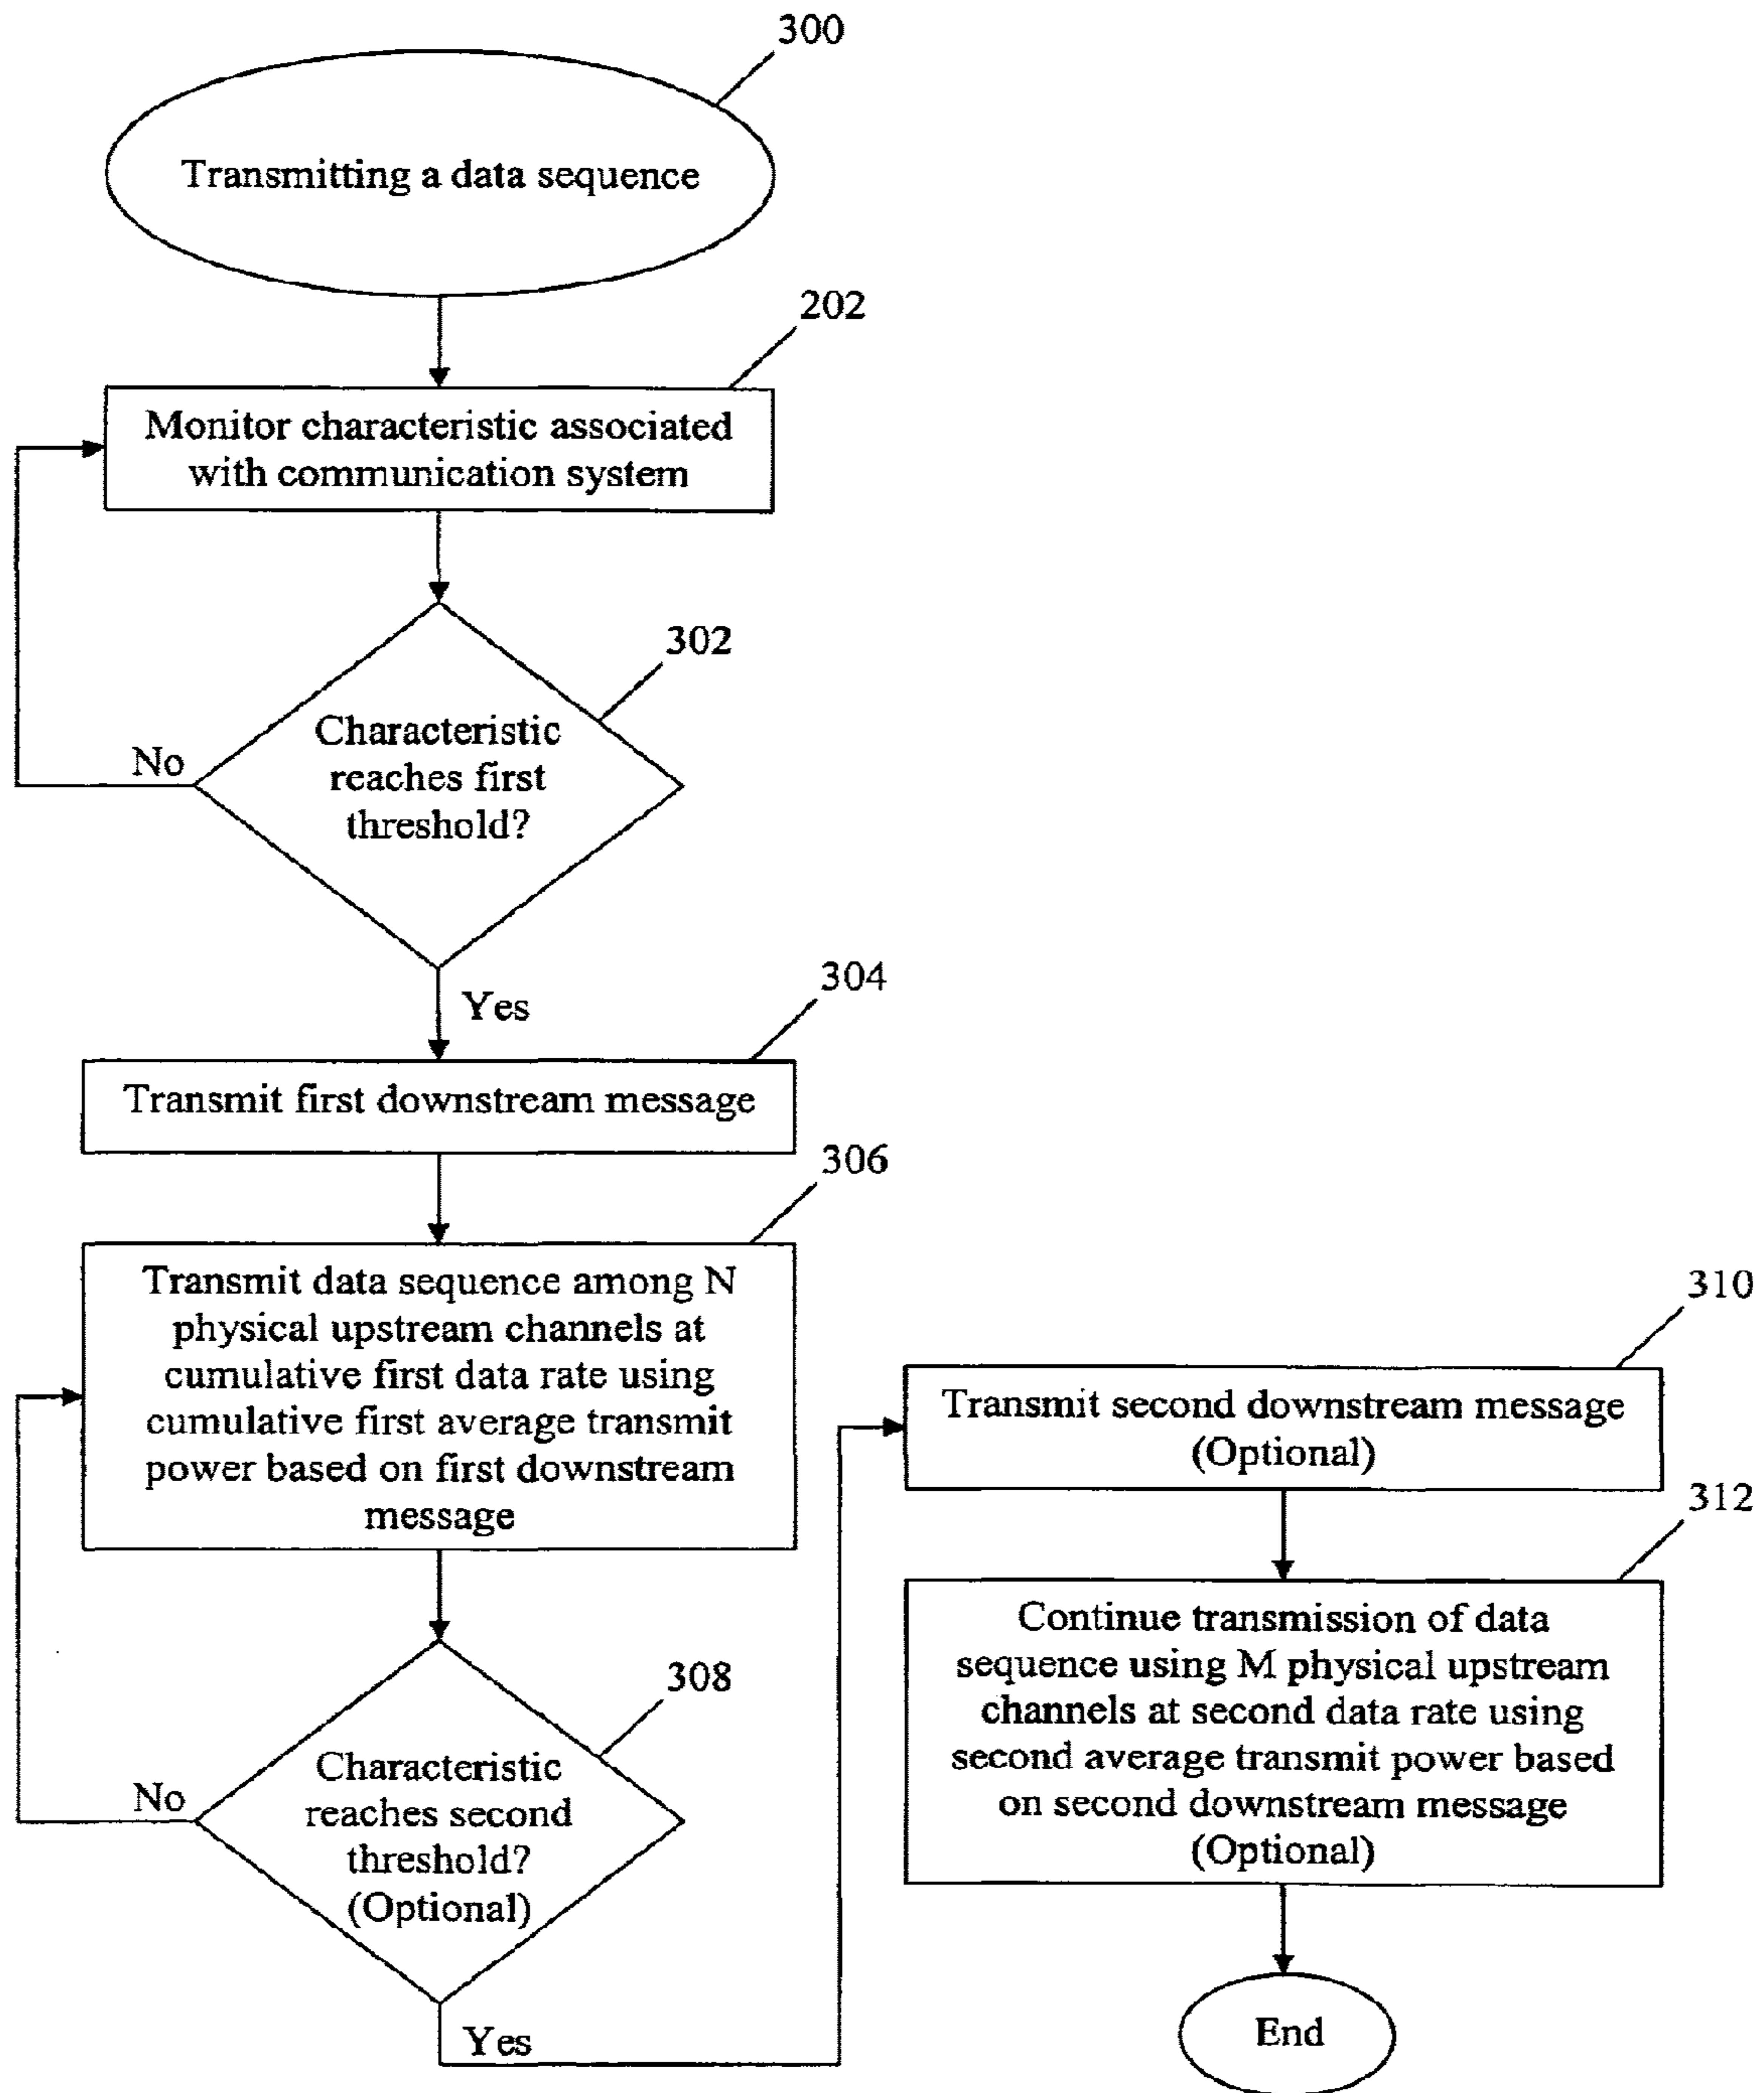 300
Transmitting a data sequence
202
Monitor characteristic associated
with communication system
302
Characteristic
reaches first
threshold?
No
Yes
304
Transmit first downstream message
306
Transmit data sequence among N
physical upstream channels at
cumulative first data rate using
cumulative first average transmit
power based on first downstream
message
308
Characteristic
reaches second
threshold?
(Optional)
No
Yes
310
Transmit second downstream message
(Optional)
312
Continue transmission of data
sequence using M physical upstream
channels at second data rate using
second average transmit power based
on second downstream message
(Optional)
End